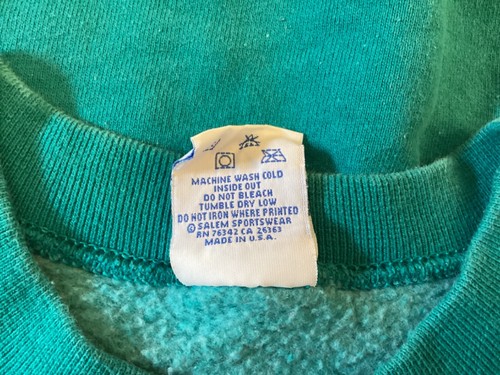 MACHINE WASH COLD
INSIDE OUT
DO NOT BLEACH
TUMBLE DRY LOW
DO NOT IRON WHERE PRINTED
© SALEM SPORTSWEAR
RN 76342 CA 26363
MADE IN U.S.A.